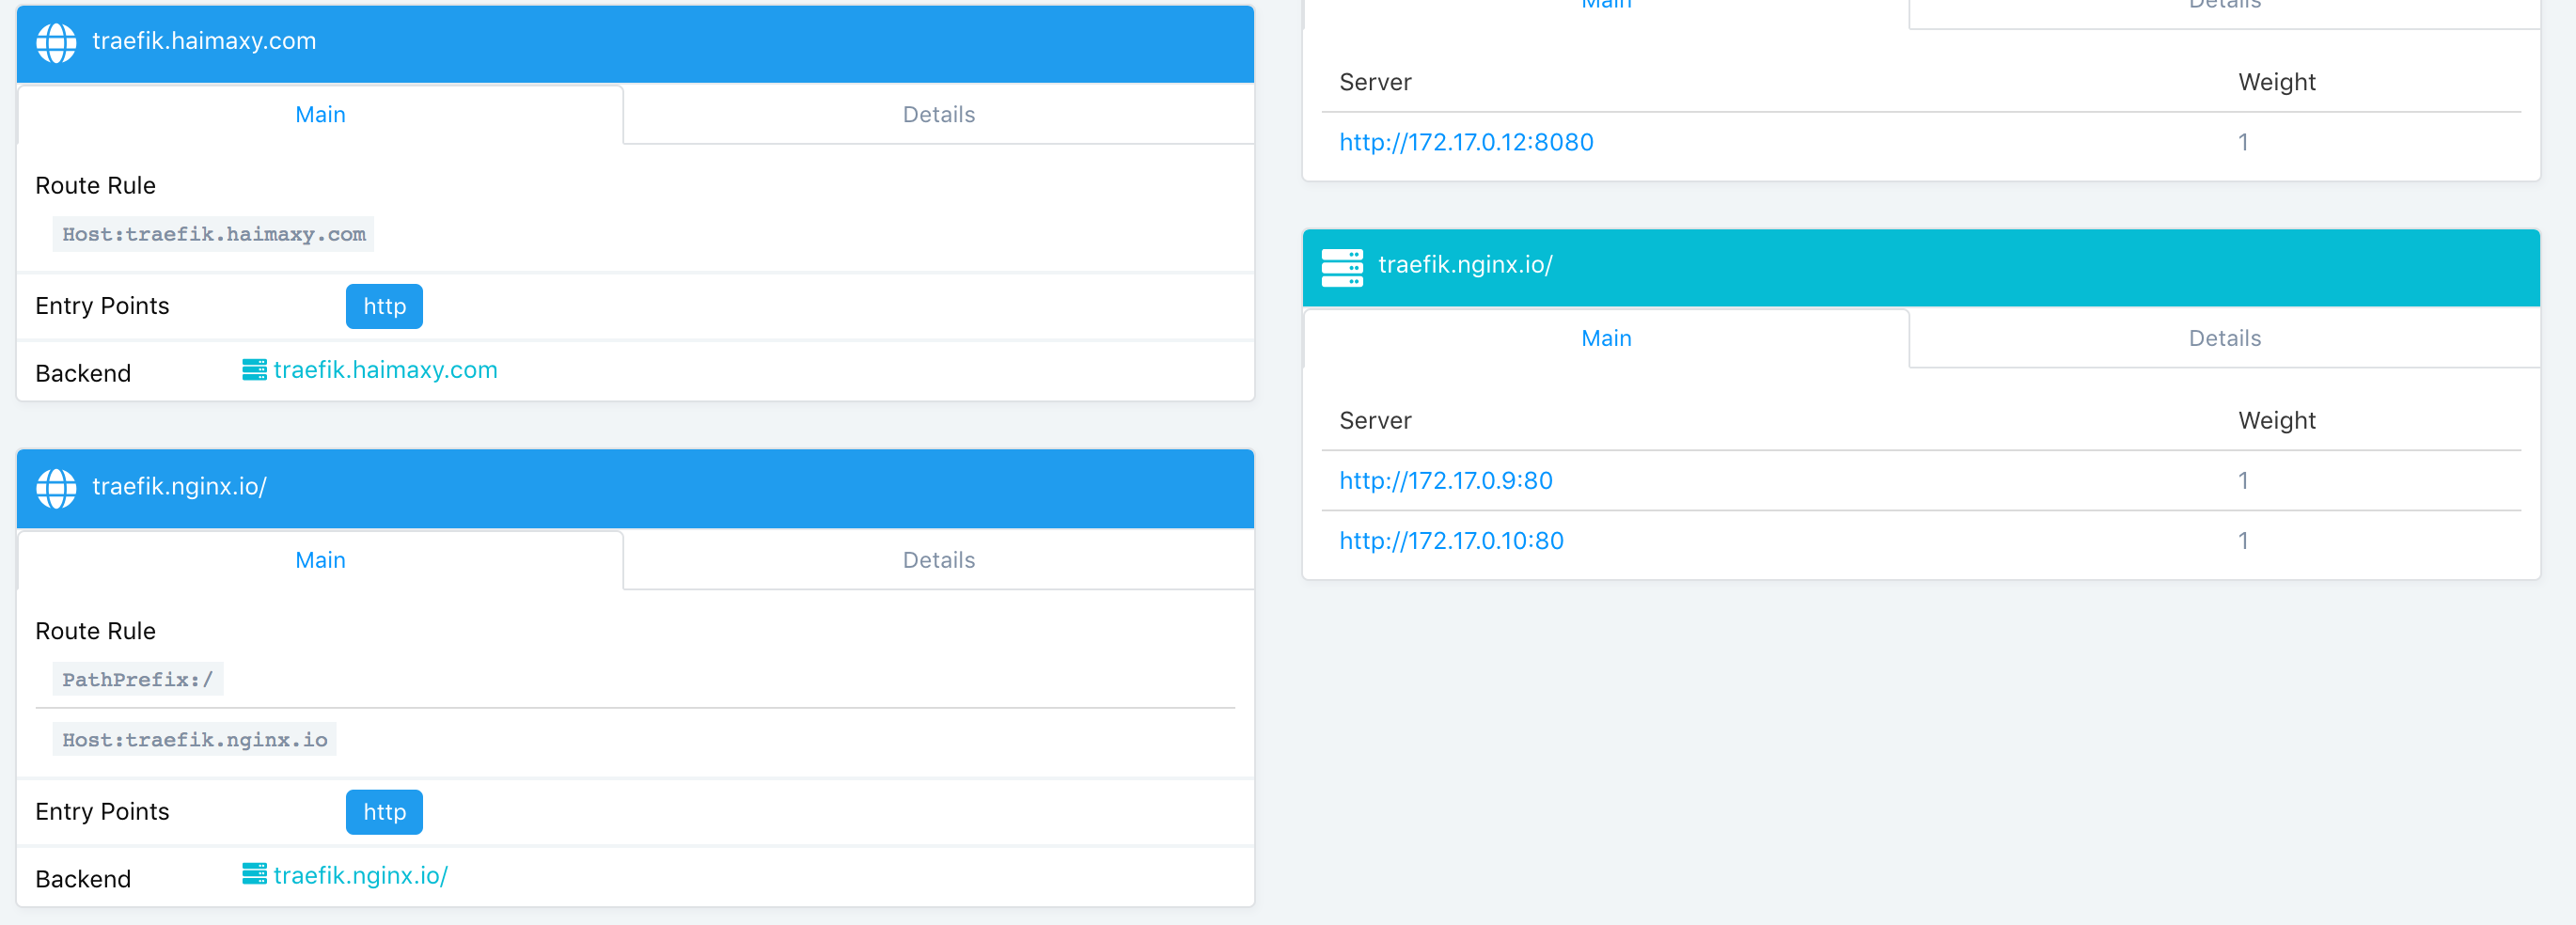 traefik.haimaxy.com
Main Details
Route Rule
Host:traefik.haimaxy.com
Entry Points http
Backend traefik.haimaxy.com
traefik.nginx.io/
Main Details
Route Rule
PathPrefix:/
Host:traefik.nginx.io
Entry Points http
Backend traefik.nginx.io/
Main Details
Server Weight
http://172.17.0.12:8080 1
traefik.nginx.io/
Main Details
Server Weight
http://172.17.0.9:80 1
http://172.17.0.10:80 1